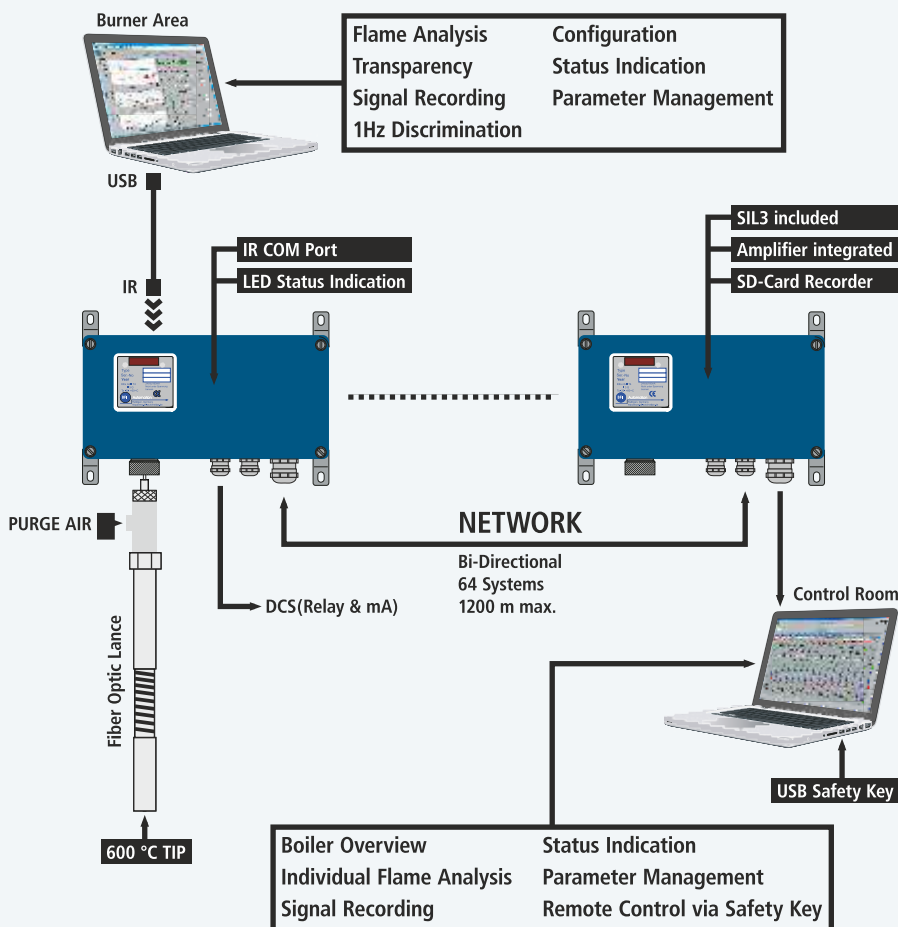 Burner Area
Flame Analysis Configuration
Transparency Status Indication
Signal Recording Parameter Management
1Hz Discrimination
USB
IR
IR COM Port
LED Status Indication
SIL3 included
Amplifier integrated
SD-Card Recorder
PURGE AIR
Fiber Optic Lance
600 °C TIP
DCS(Relay & mA)
NETWORK
Bi-Directional
64 Systems
1200 m max.
Control Room
USB Safety Key
Boiler Overview Status Indication
Individual Flame Analysis Parameter Management
Signal Recording Remote Control via Safety Key